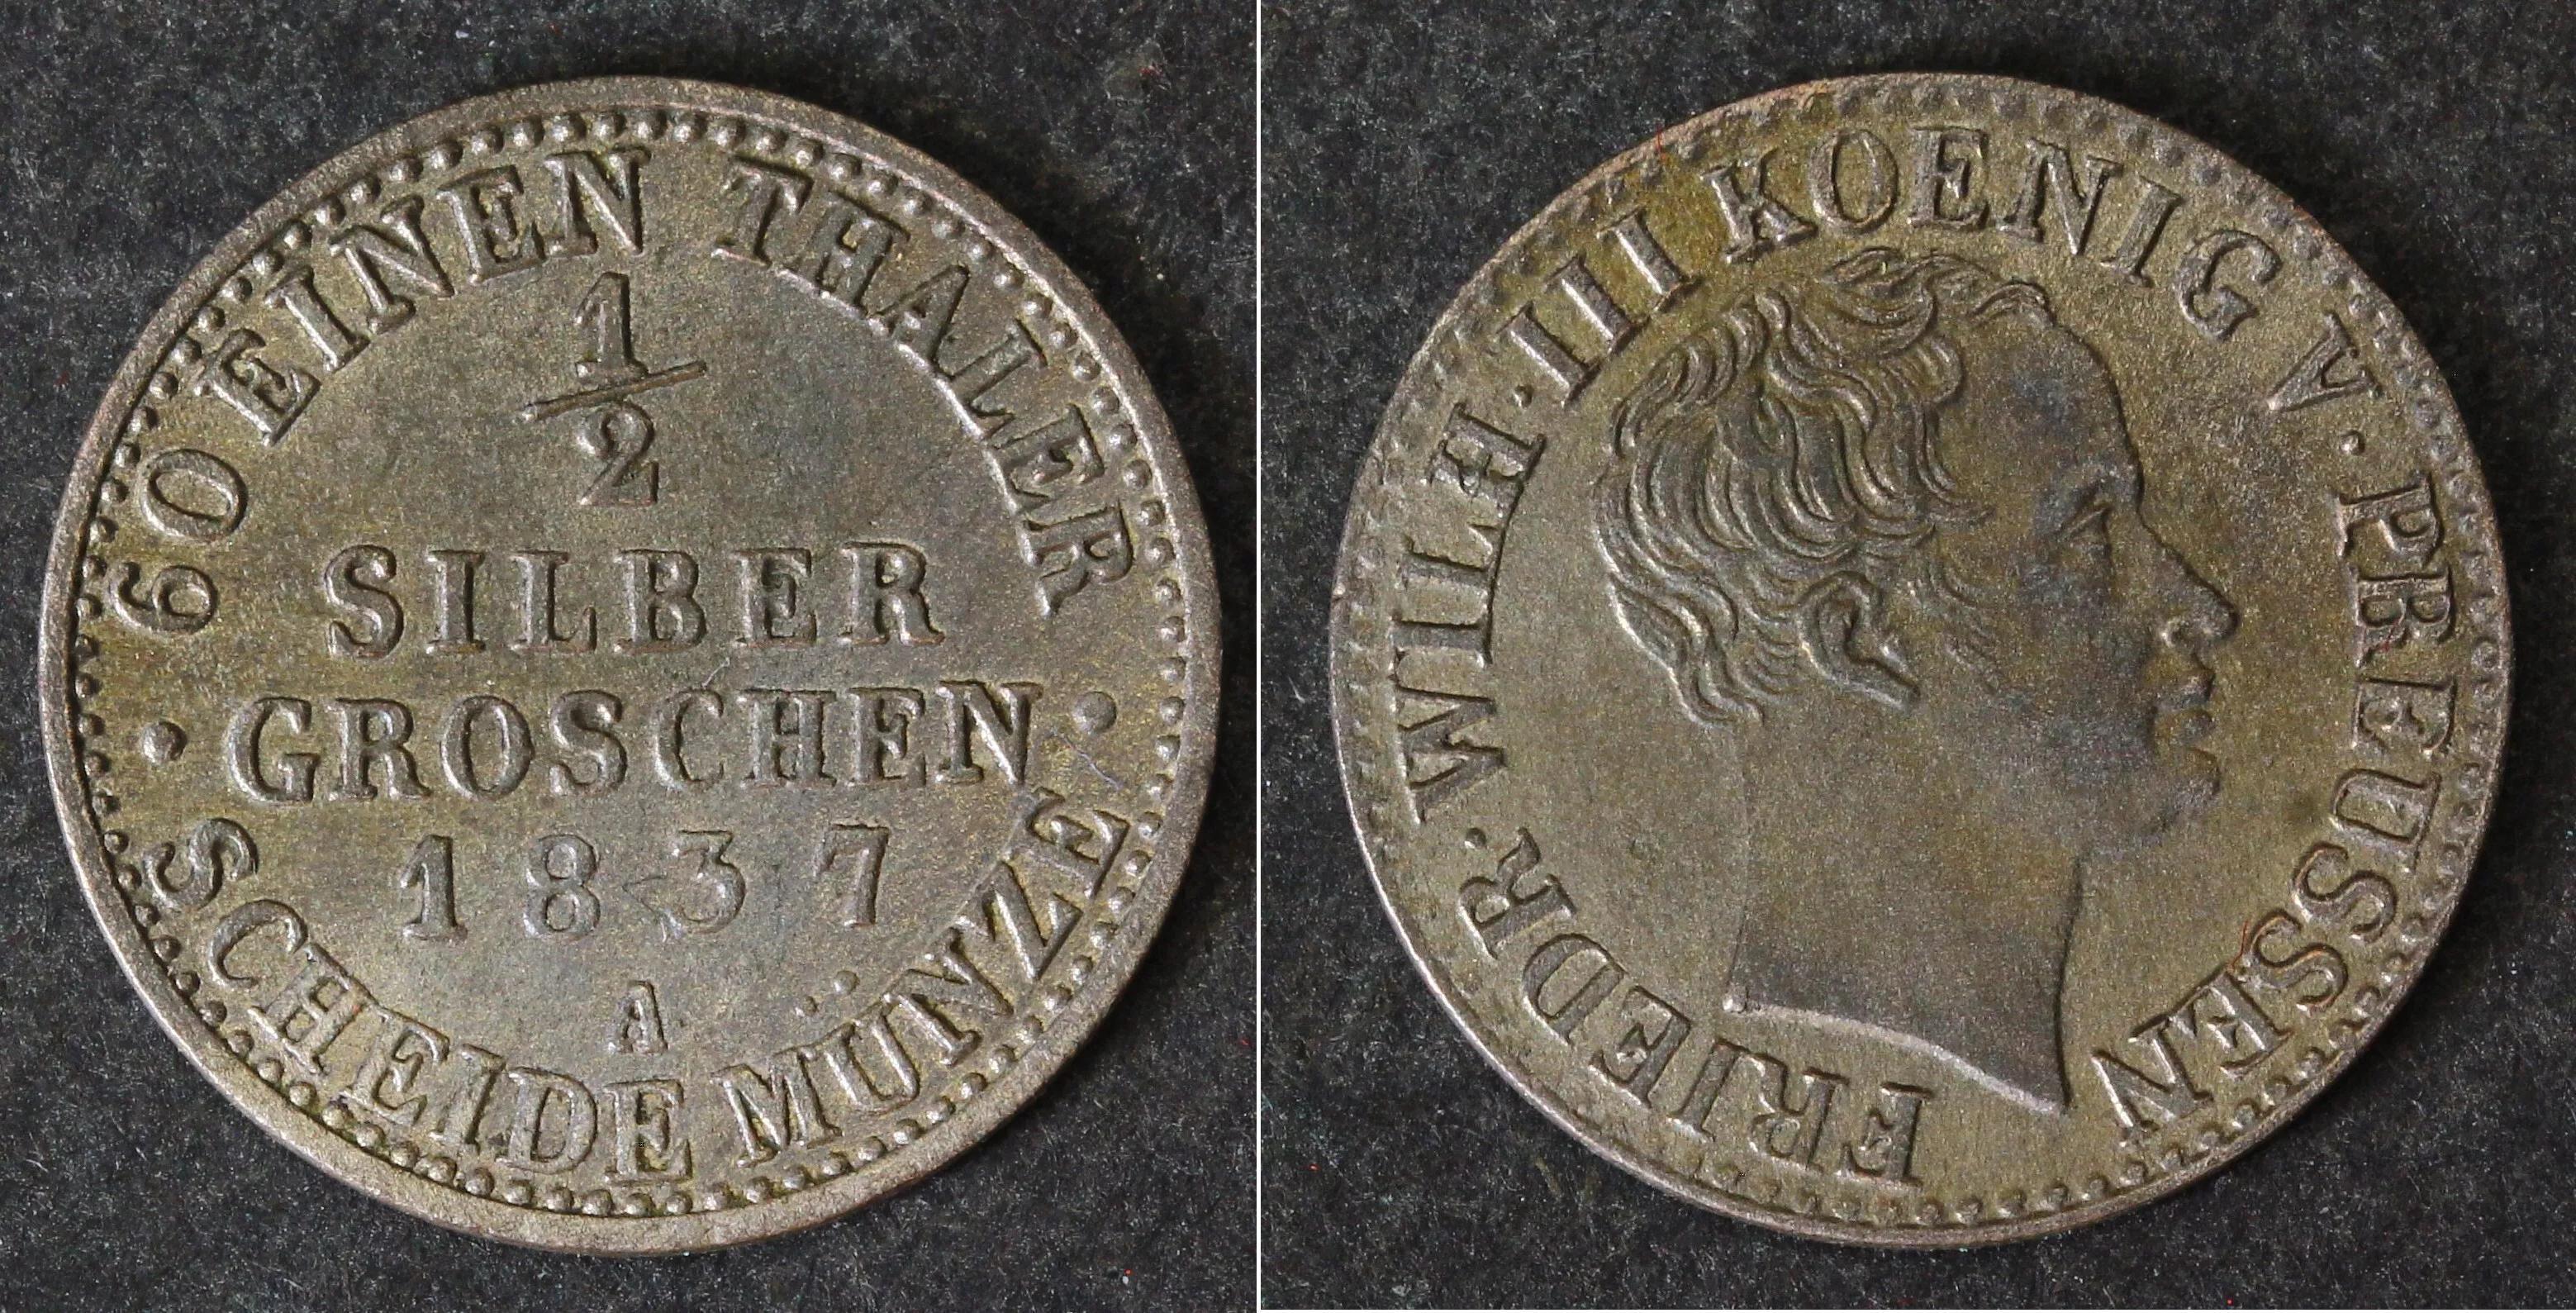 60 EINEN THALER
1/2
SILBER
GROSCHEN
1837
A
SCHEIDE MÜNZE
FRIEDR. WILH. III KOENIG V. PREUSSEN